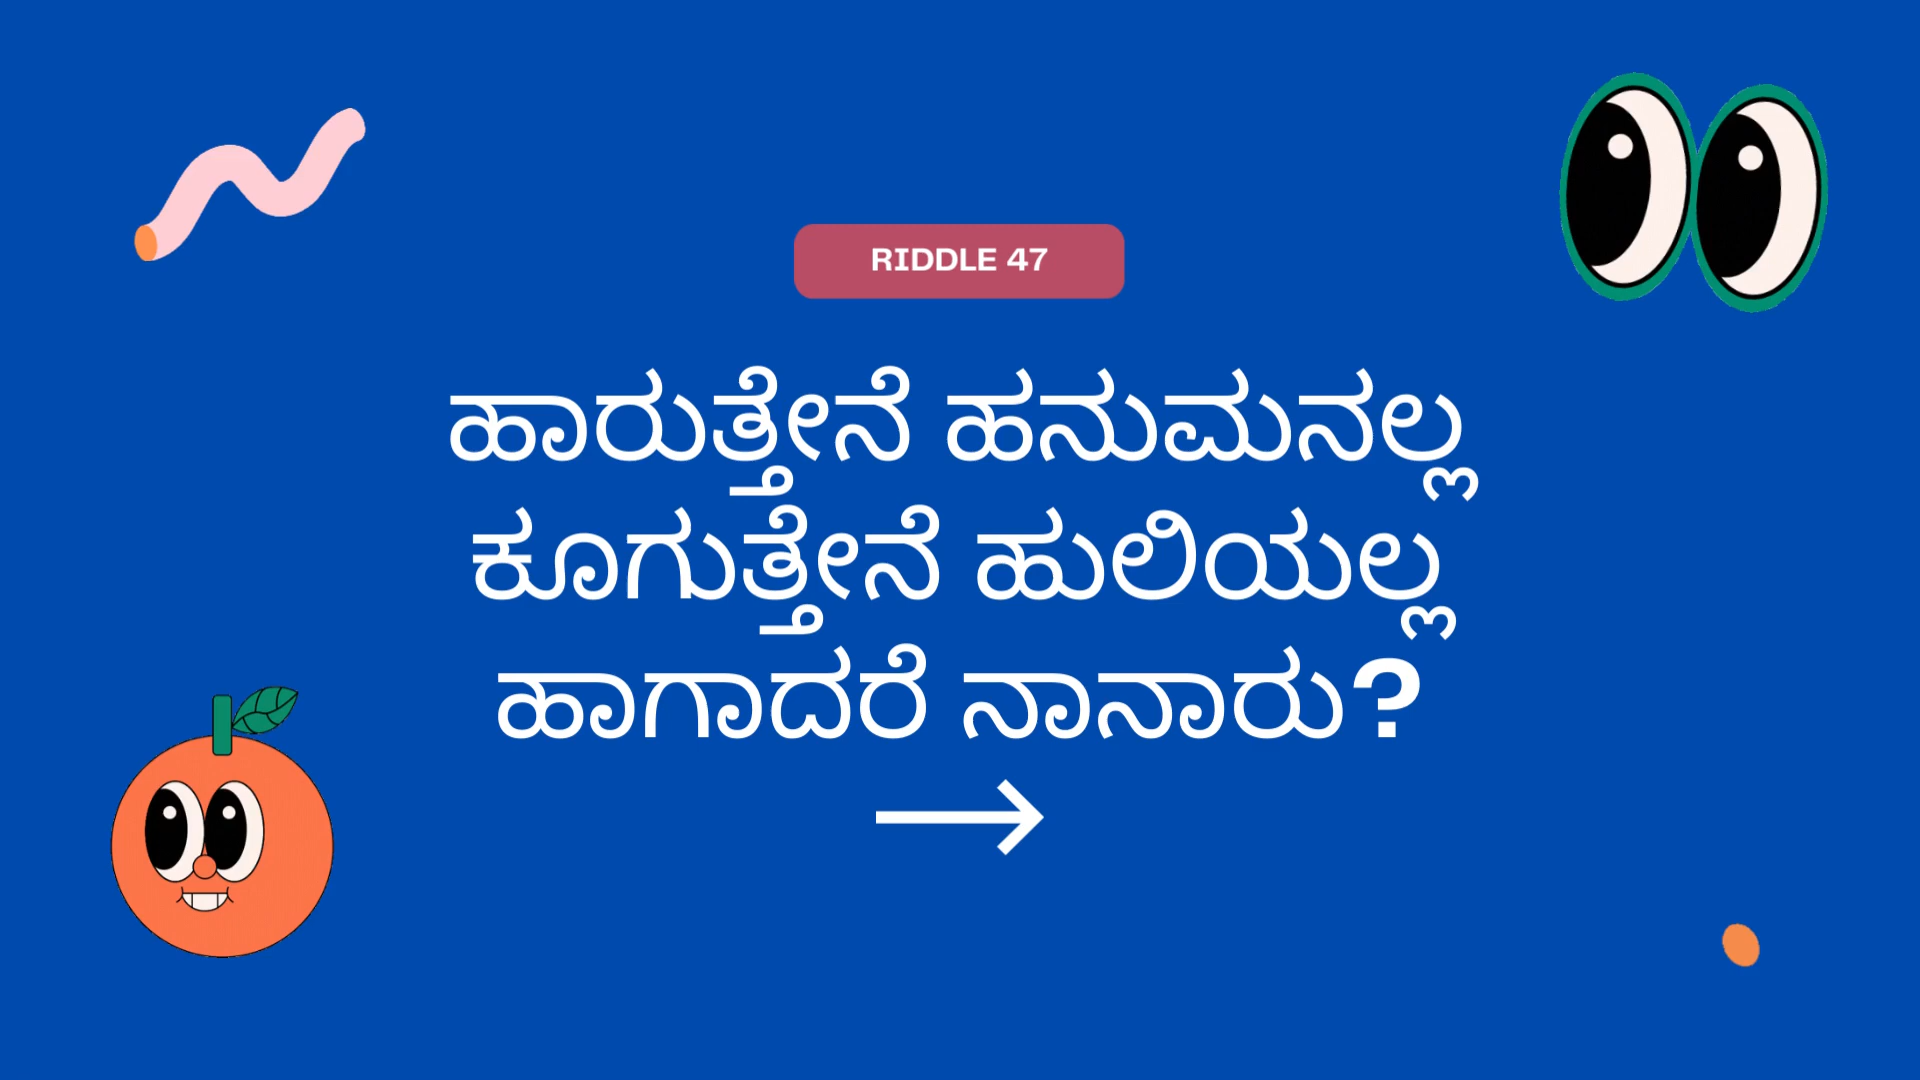 RIDDLE 47
ಹಾರುತ್ತೇನೆ ಹನುಮನಲ್ಲ
ಕೂಗುತ್ತೇನೆ ಹುಲಿಯಲ್ಲ
ಹಾಗಾದರೆ ನಾನಾರು?